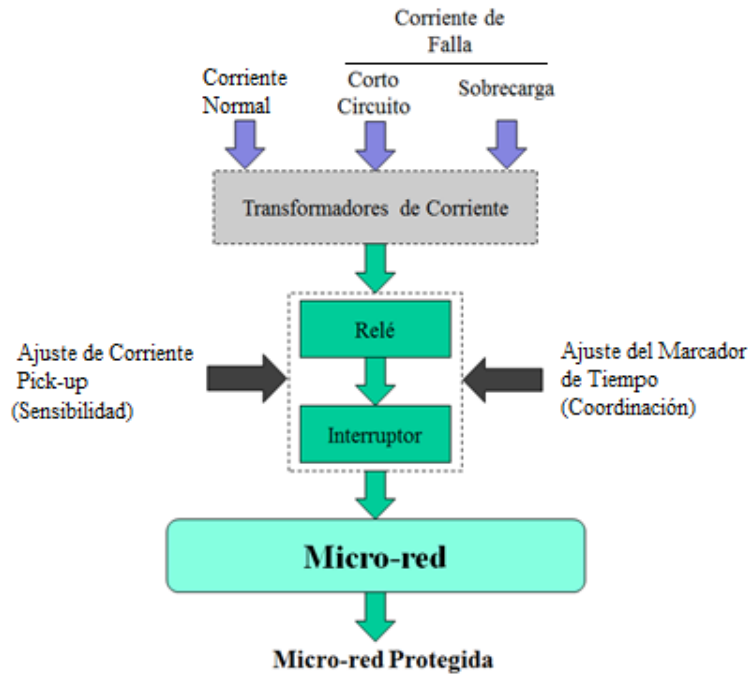 Corriente de
Falla
Corriente
Normal
Corto
Circuito
Sobrecarga
Transformadores de Corriente
Relé
Ajuste de Corriente
Pick-up
(Sensibilidad)
Ajuste del Marcador
de Tiempo
(Coordinación)
Interruptor
Micro-red
Micro-red Protegida